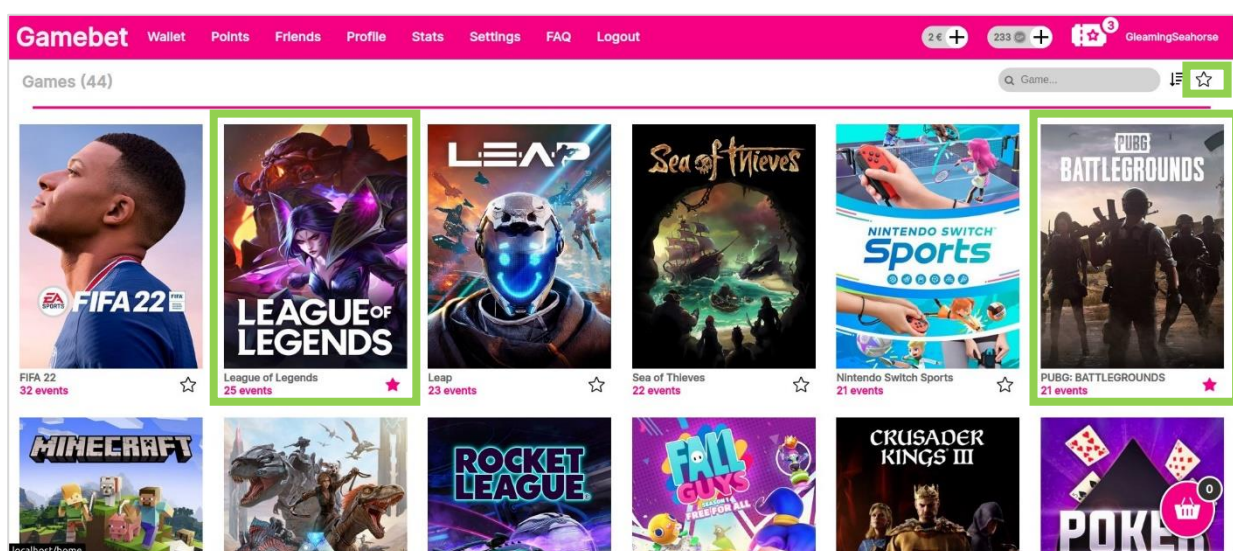 Gamebet Wallet Points Friends Profile Stats Settings FAQ Logout 2 € + 233 + 3 GleamingSeahorse
Games (44) Game...
EA SPORTS FIFA 22
LEAGUE OF LEGENDS
LEAP
Sea of Thieves
NINTENDO SWITCH Sports
PUBG BATTLEGROUNDS
FIFA 22
32 events
League of Legends
25 events
Leap
23 events
Sea of Thieves
22 events
Nintendo Switch Sports
21 events
PUBG: BATTLEGROUNDS
21 events
MINECRAFT
ROCKET LEAGUE
FALL GUYS
FREE FOR ALL
CRUSADER KINGS III
POKER
0
localhost/home